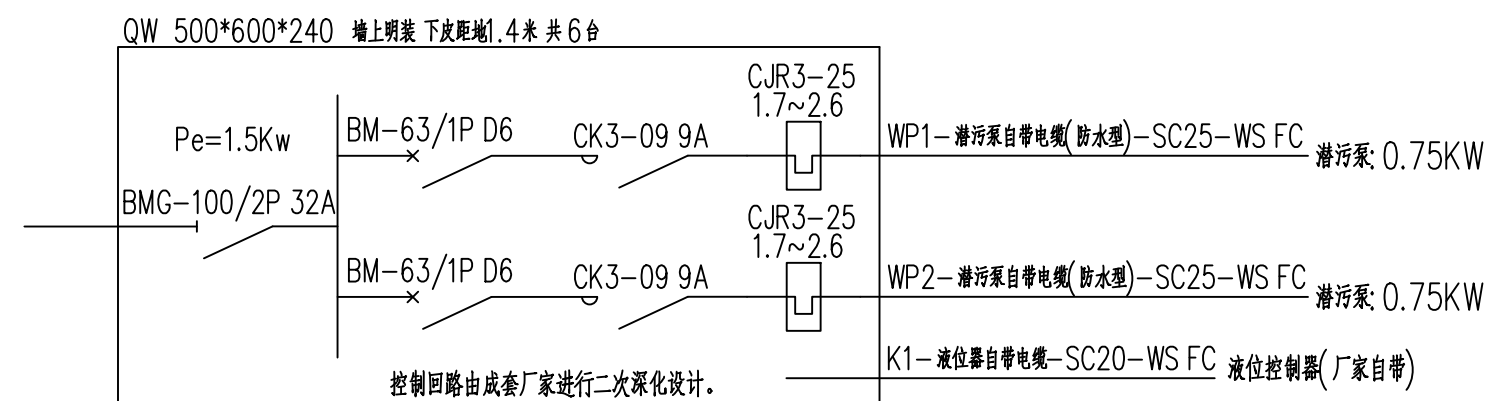 QW 500*600*240 墙上明装 下皮距地1.4米 共6台
CJR3-25
1.7~2.6
Pe=1.5Kw
BM-63/1P D6
CK3-09 9A
WP1-潜污泵自带电缆(防水型)-SC25-WS FC
潜污泵: 0.75KW
BMG-100/2P 32A
CJR3-25
1.7~2.6
BM-63/1P D6
CK3-09 9A
WP2-潜污泵自带电缆(防水型)-SC25-WS FC
潜污泵: 0.75KW
K1-液位器自带电缆-SC20-WS FC
液位控制器(厂家自带)
控制回路由成套厂家进行二次深化设计。